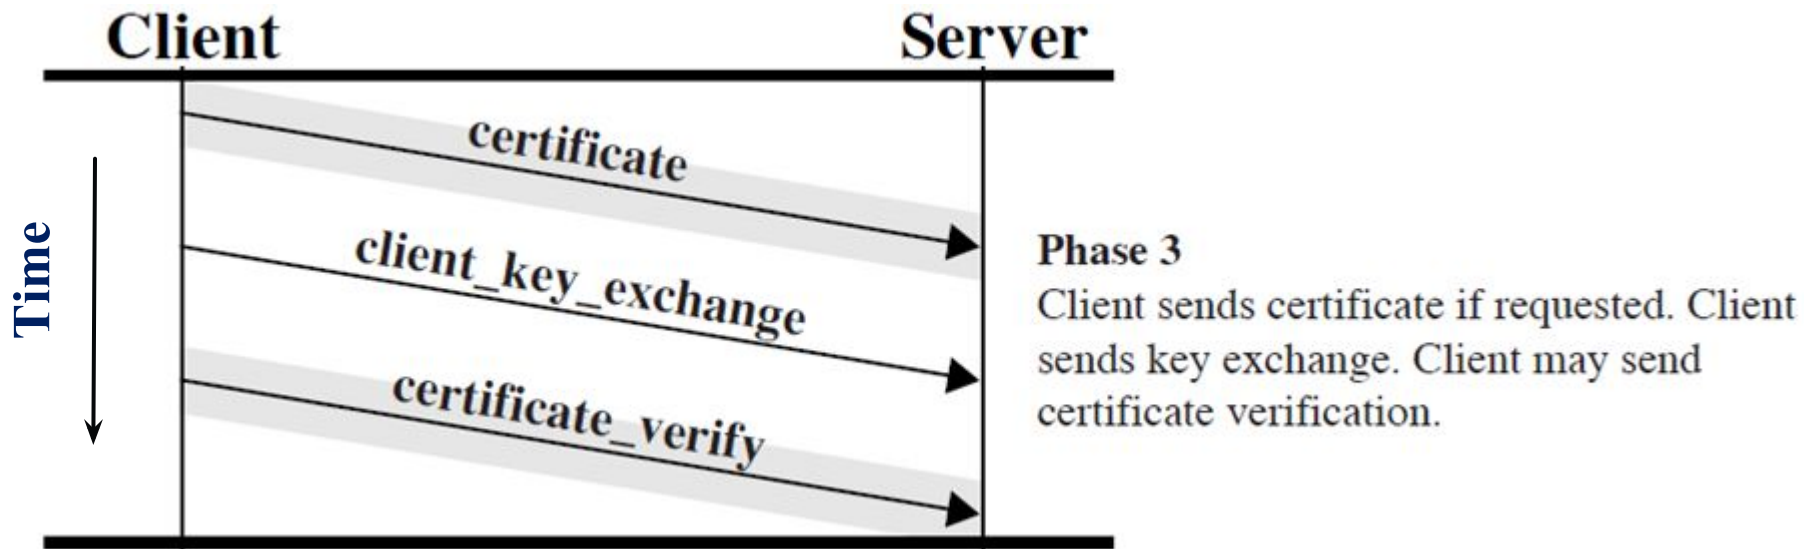 Client
Server
Time
certificate
client_key_exchange
certificate_verify
Phase 3
Client sends certificate if requested. Client
sends key exchange. Client may send
certificate verification.